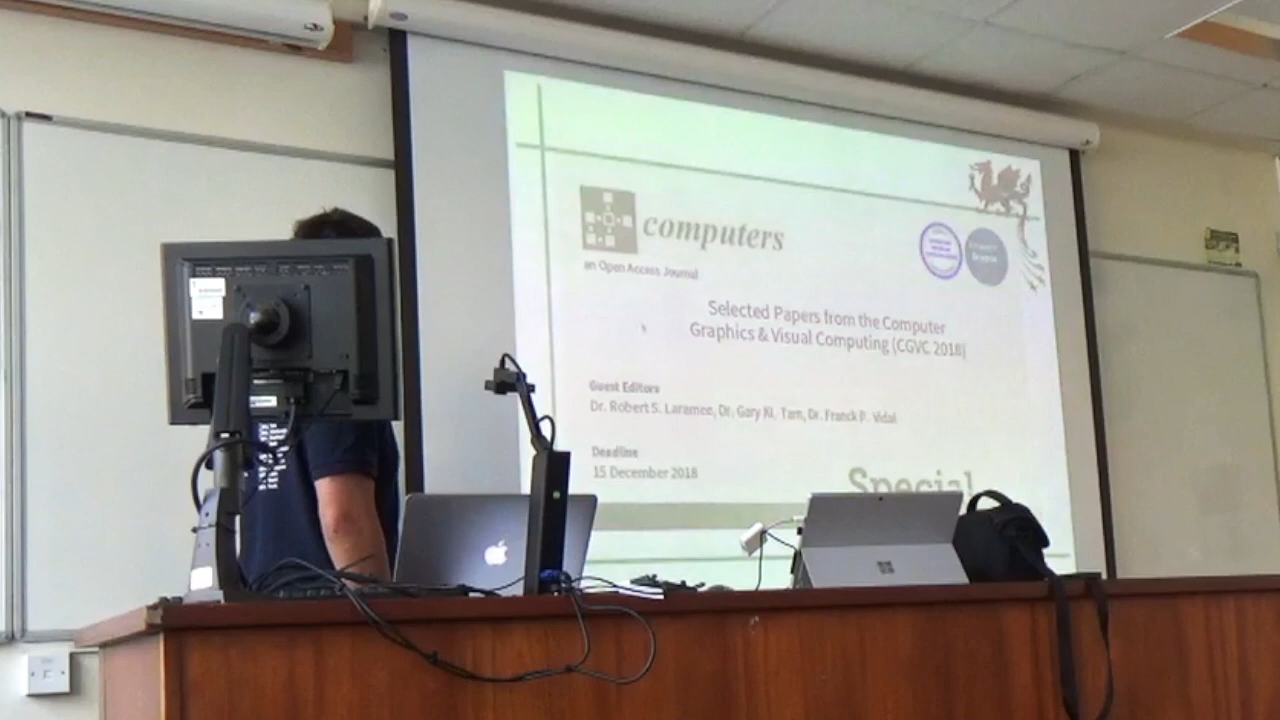 computers
an Open Access Journal
Selected Papers from the Computer
Graphics & Visual Computing (CGVC 2018)
Guest Editors
Dr. Robert S. Laramee, Dr. Gary KL. Tam, Dr. Franck P. Vidal
Deadline
15 December 2018
Special